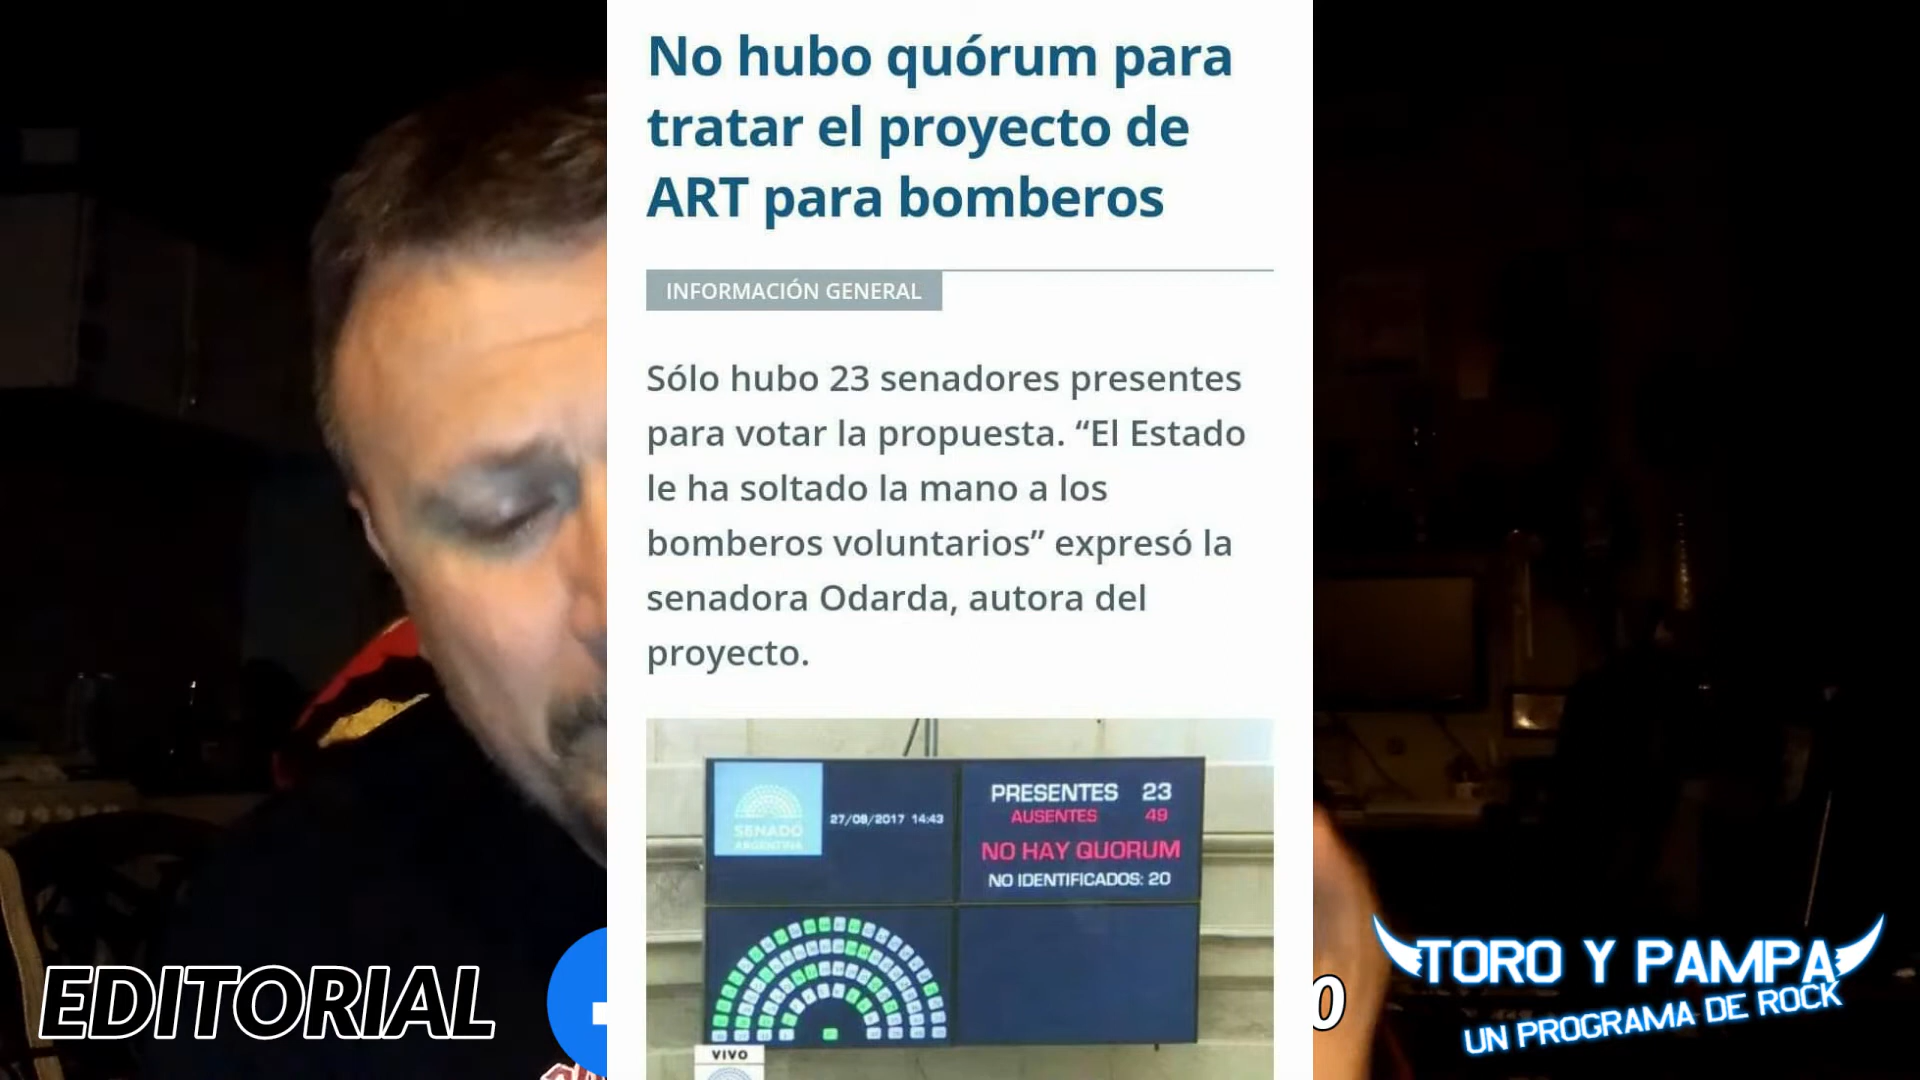 No hubo quórum para
tratar el proyecto de
ART para bomberos
INFORMACIÓN GENERAL
Sólo hubo 23 senadores presentes
para votar la propuesta. “El Estado
le ha soltado la mano a los
bomberos voluntarios” expresó la
senadora Odarda, autora del
proyecto.
SENADO
ARGENTINA
27/09/2017 14:43
PRESENTES 23
AUSENTES 49
NO HAY QUORUM
NO IDENTIFICADOS: 20
VIVO
EDITORIAL
TORO Y PAMPA
UN PROGRAMA DE ROCK